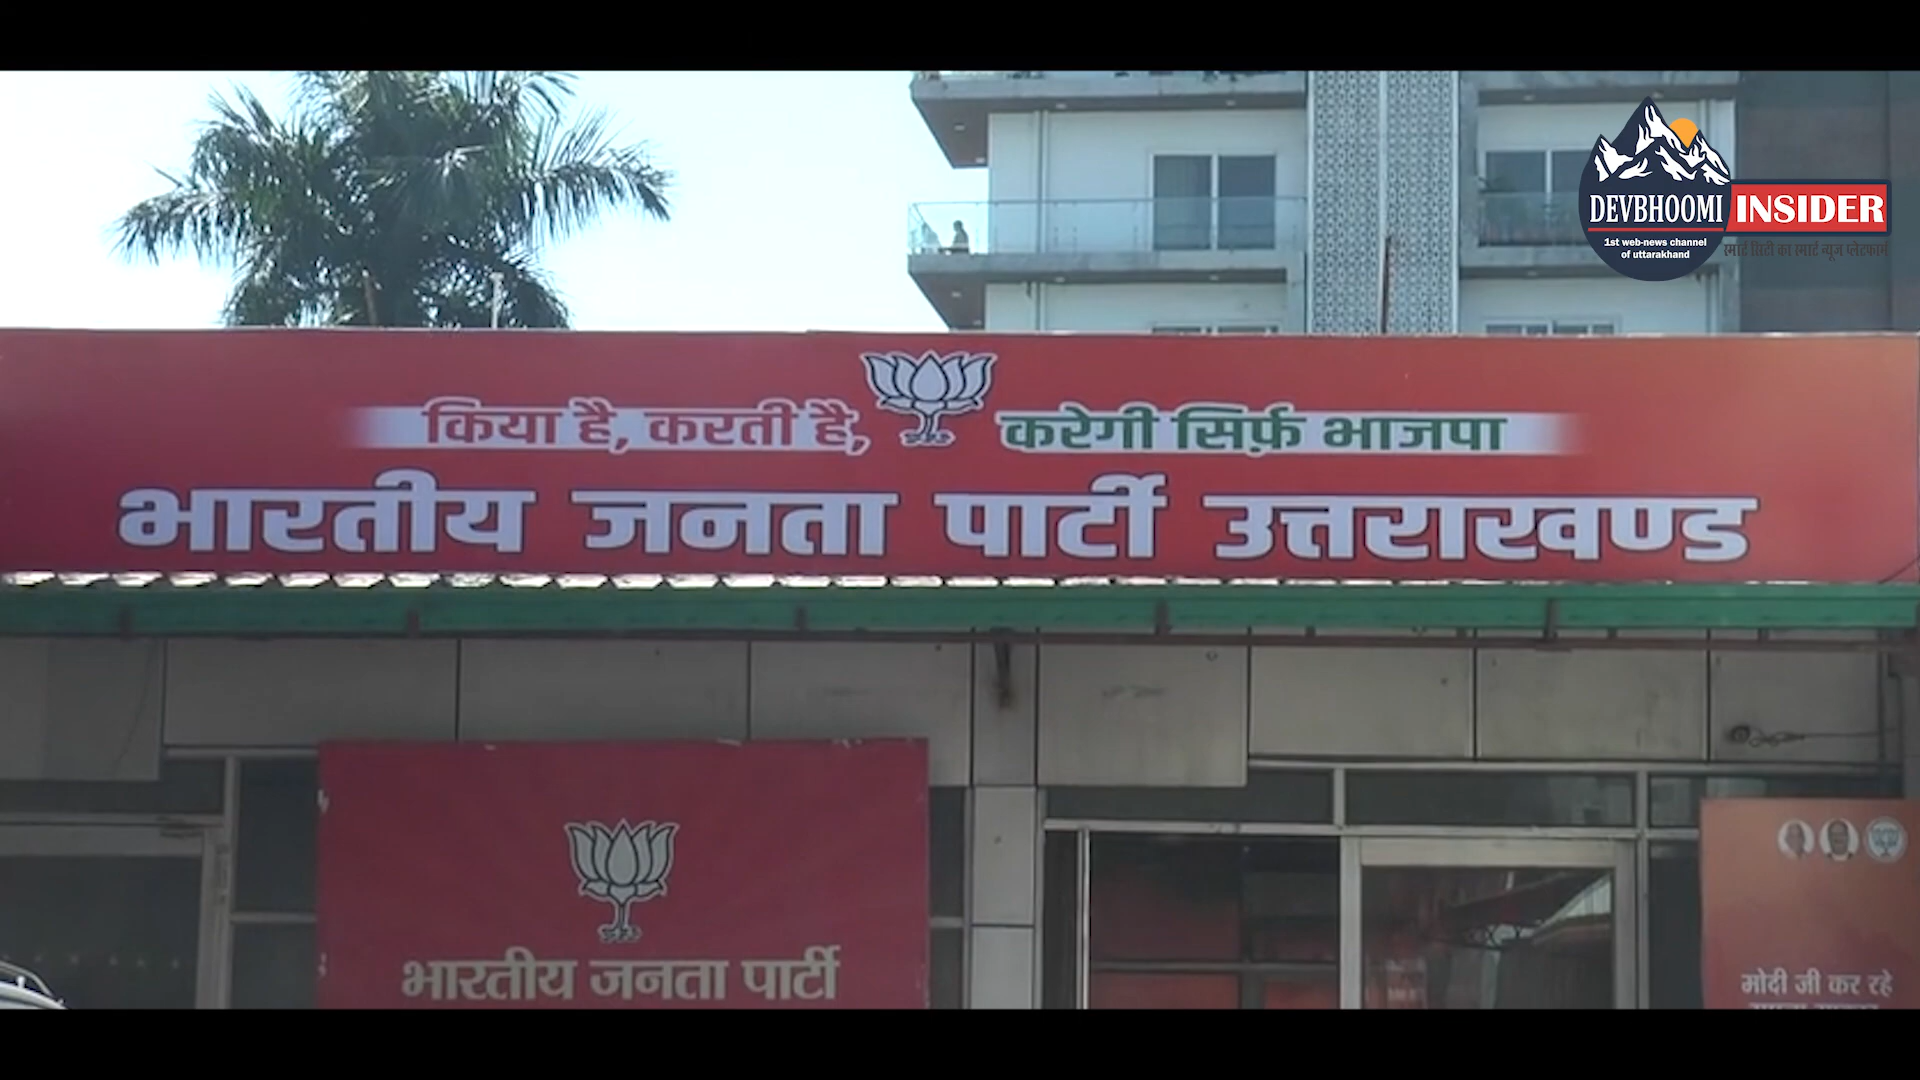 DEVBHOOMI INSIDER
1st web-news channel
of uttarakhand
स्मार्ट सिटी का स्मार्ट न्यूज प्लेटफार्म
किया है, करती है, करेगी सिर्फ़ भाजपा
भारतीय जनता पार्टी उत्तराखण्ड
भारतीय जनता पार्टी
मोदी जी कर रहे